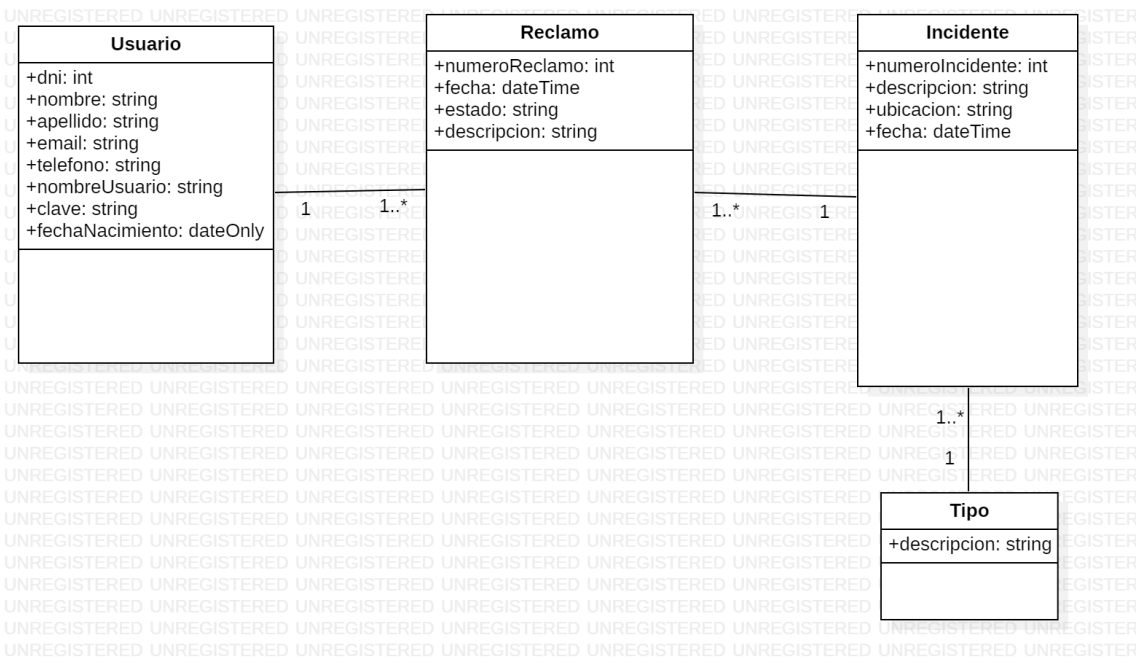 Usuario
+dni: int
+nombre: string
+apellido: string
+email: string
+telefono: string
+nombreUsuario: string
+clave: string
+fechaNacimiento: dateOnly
1
1..*
Reclamo
+numeroReclamo: int
+fecha: dateTime
+estado: string
+descripcion: string
1..*
1
Incidente
+numeroIncidente: int
+descripcion: string
+ubicacion: string
+fecha: dateTime
1..*
1
Tipo
+descripcion: string
UNREGISTERED